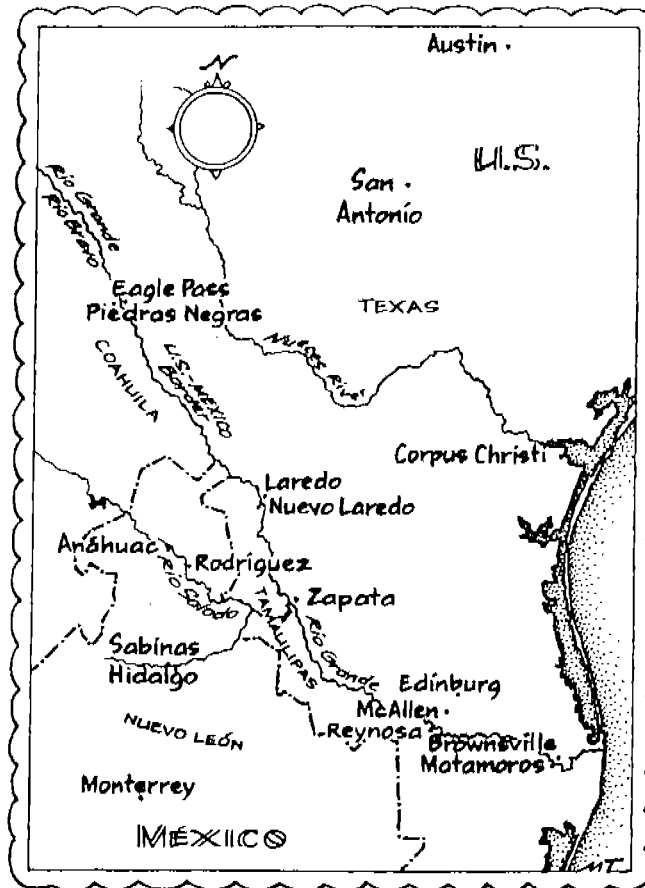 Austin
N
U.S.
San
Antonio
Río Grande
Río Bravo
Eagle Pass
Piedras Negras
TEXAS
Nueces River
COAHUILA
U.S.-MEXICO
Border
Corpus Christi
Laredo
Nuevo Laredo
Anáhuac
Rodríguez
Río Salado
Zapata
TAMAULIPAS
Río Grande
Sabinas
Hidalgo
Edinburg
McAllen
Reynosa
NUEVO LEÓN
Brownsville
Matamoros
Monterrey
MÉXICO
MT